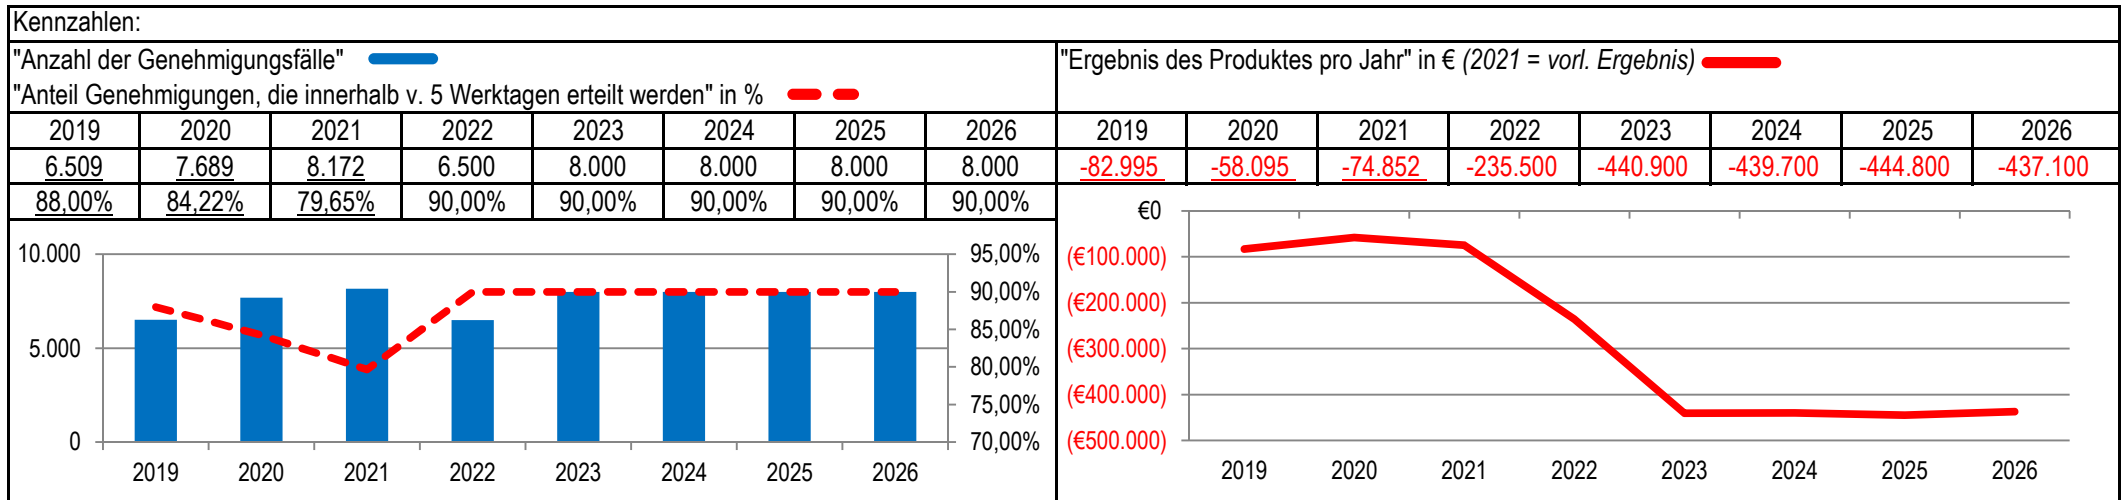 Kennzahlen:
"Anzahl der Genehmigungsfälle"
"Anteil Genehmigungen, die innerhalb v. 5 Werktagen erteilt werden" in %
2019 2020 2021 2022 2023 2024 2025 2026
6.509 7.689 8.172 6.500 8.000 8.000 8.000 8.000
88,00% 84,22% 79,65% 90,00% 90,00% 90,00% 90,00% 90,00%
10.000
5.000
0
95,00%
90,00%
85,00%
80,00%
75,00%
70,00%
2019 2020 2021 2022 2023 2024 2025 2026
"Ergebnis des Produktes pro Jahr" in € (2021 = vorl. Ergebnis)
2019 2020 2021 2022 2023 2024 2025 2026
-82.995 -58.095 -74.852 -235.500 -440.900 -439.700 -444.800 -437.100
€0
(€100.000)
(€200.000)
(€300.000)
(€400.000)
(€500.000)
2019 2020 2021 2022 2023 2024 2025 2026